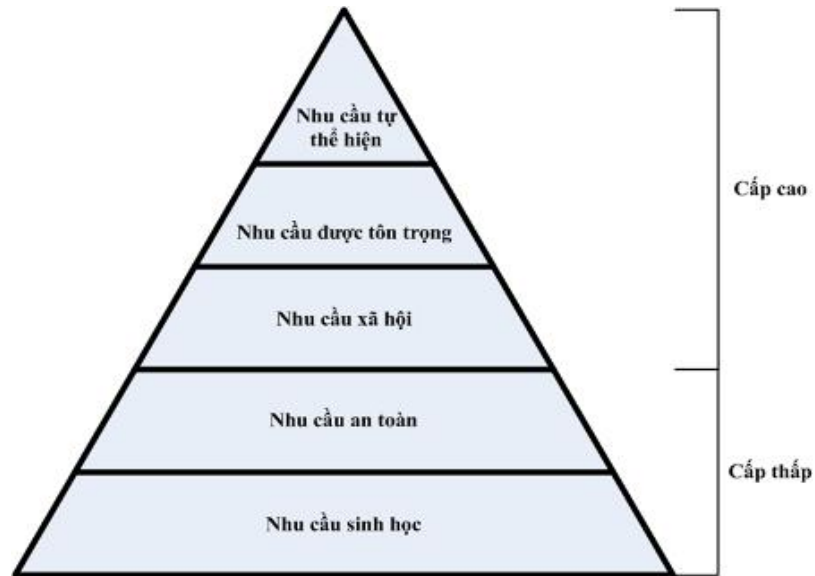 Nhu cầu tự
thể hiện
Cấp cao
Nhu cầu được tôn trọng
Nhu cầu xã hội
Nhu cầu an toàn
Cấp thấp
Nhu cầu sinh học